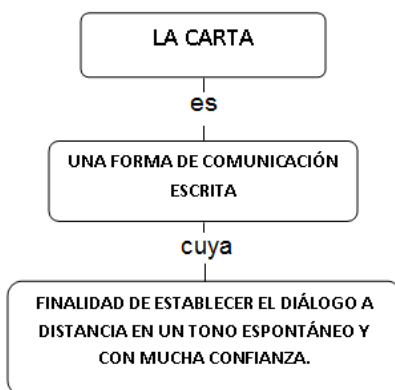 LA CARTA
es
UNA FORMA DE COMUNICACIÓN
ESCRITA
cuya
FINALIDAD DE ESTABLECER EL DIÁLOGO A
DISTANCIA EN UN TONO ESPONTÁNEO Y
CON MUCHA CONFIANZA.